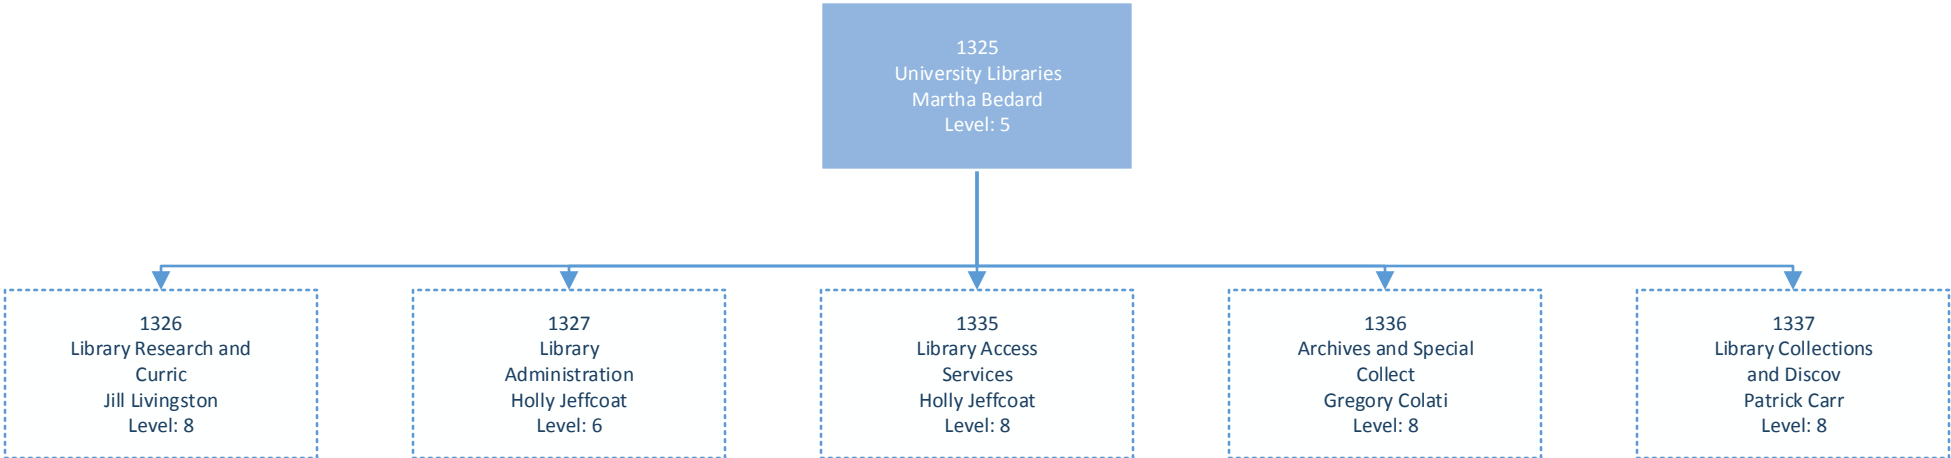 1325
University Libraries
Martha Bedard
Level: 5
1326
Library Research and
Curric
Jill Livingston
Level: 8
1327
Library
Administration
Holly Jeffcoat
Level: 6
1335
Library Access
Services
Holly Jeffcoat
Level: 8
1336
Archives and Special
Collect
Gregory Colati
Level: 8
1337
Library Collections
and Discov
Patrick Carr
Level: 8